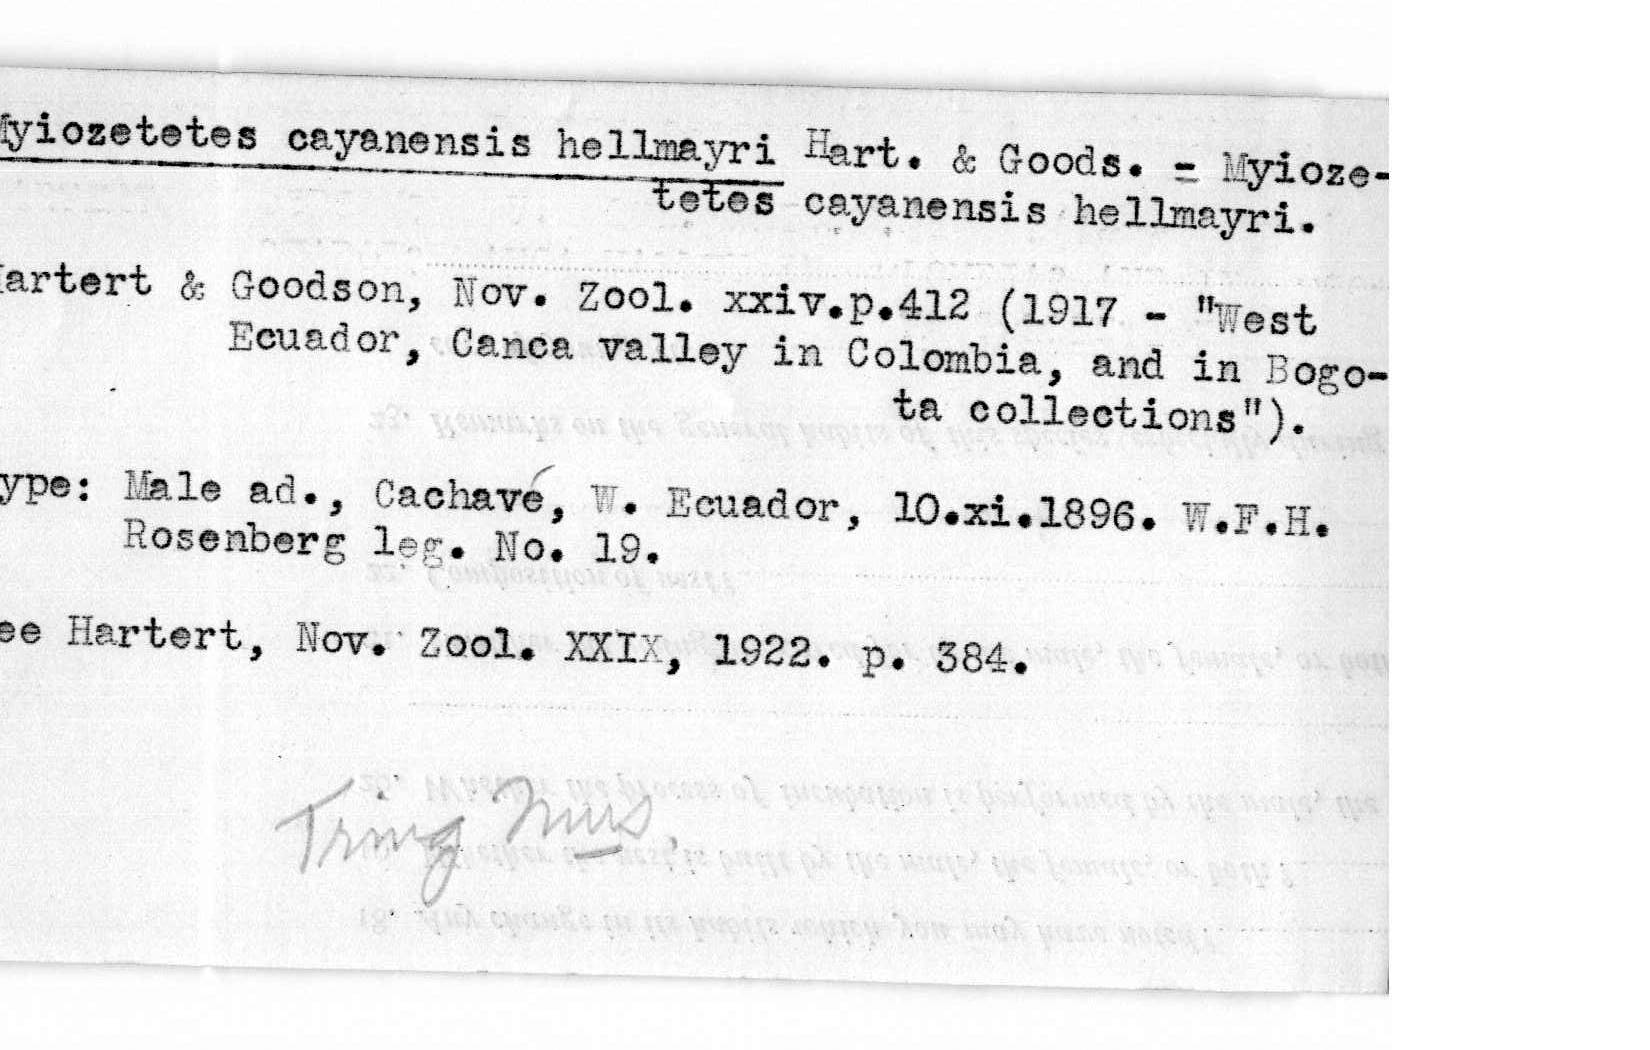 Myiozetetes cayanensis hellmayri Hart. & Goods. = Myioze-
tetes cayanensis hellmayri.
artert & Goodson, Nov. Zool. xxiv.p.412 (1917 - "West
Ecuador, Canca valley in Colombia, and in Bogo-
ta collections").
ype: Male ad., Cachavé, W. Ecuador, 10.xi.1896. W.F.H.
Rosenberg leg. No. 19.
ee Hartert, Nov. Zool. XXIX, 1922. p. 384.
Tring Mus.